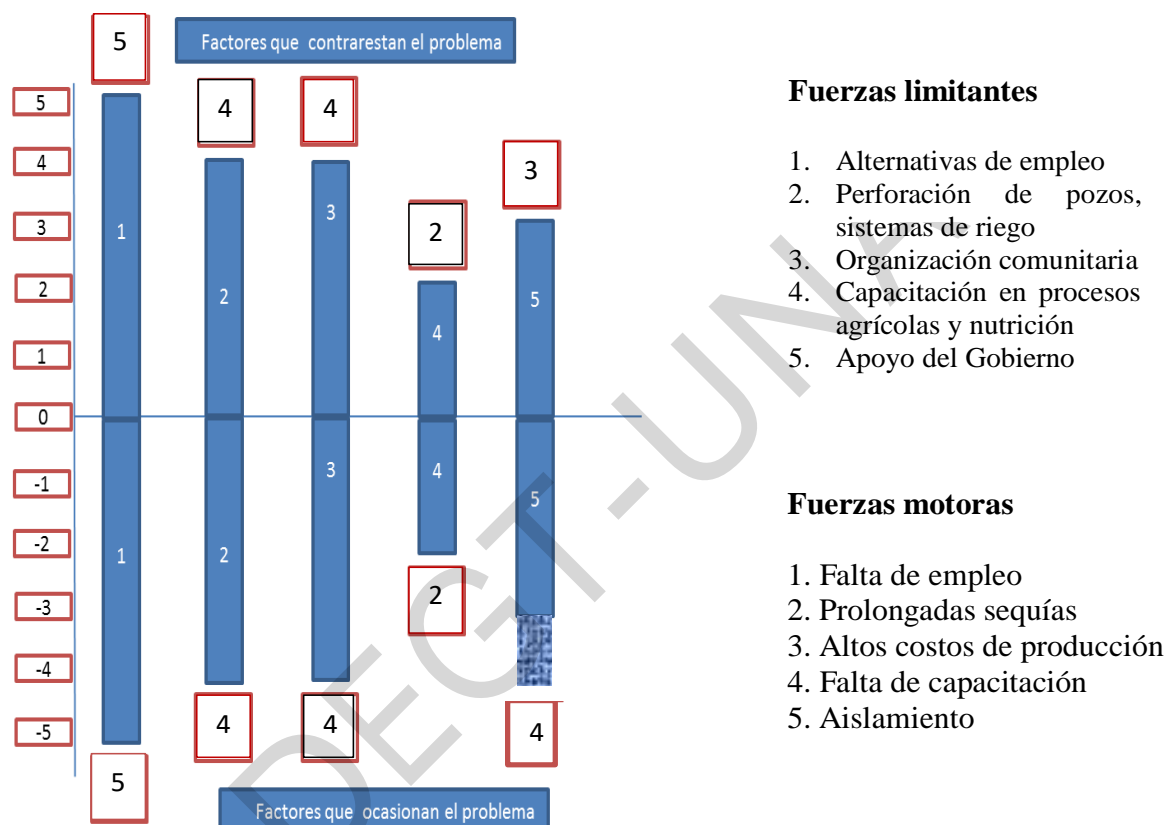 5
Factores que contrarestan el problema
4
4
3
2
5
4
3
2
1
0
-1
-2
-3
-4
-5
1
2
3
4
5
1
2
3
4
5
2
4
4
4
5
Factores que ocasionan el problema
Fuerzas limitantes
1. Alternativas de empleo
2. Perforación de pozos,
sistemas de riego
3. Organización comunitaria
4. Capacitación en procesos
agrícolas y nutrición
5. Apoyo del Gobierno
Fuerzas motoras
1. Falta de empleo
2. Prolongadas sequías
3. Altos costos de producción
4. Falta de capacitación
5. Aislamiento
DEGT-UNA